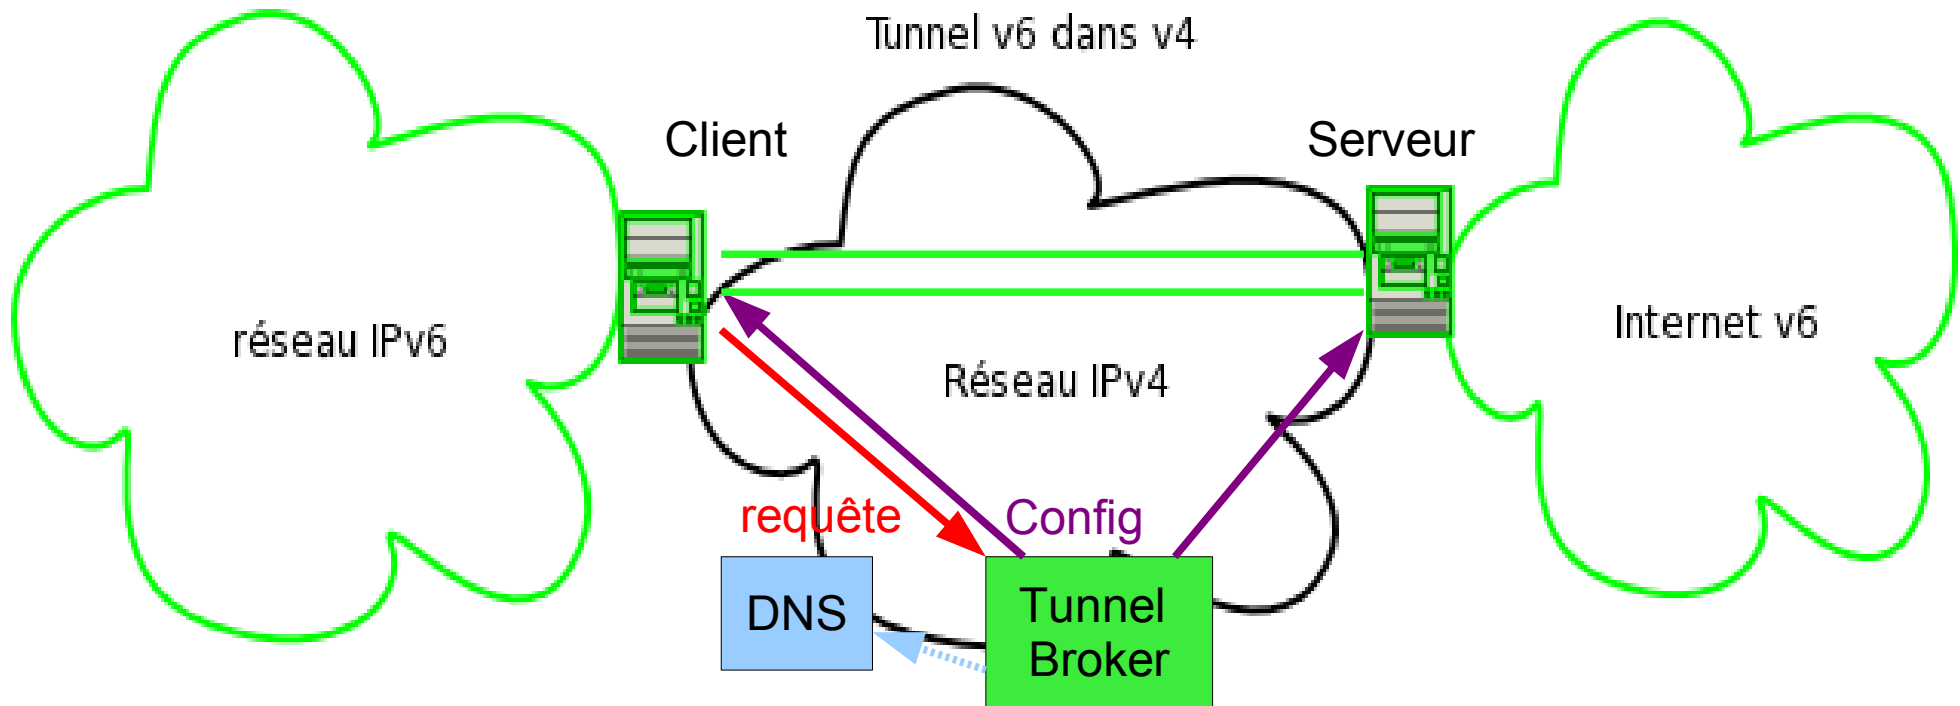 Tunnel v6 dans v4
Client
Serveur
réseau IPv6
Internet v6
Réseau IPv4
requête
Config
DNS
Tunnel
Broker